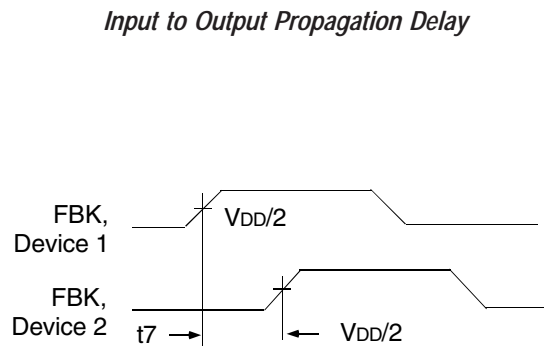 Input to Output Propagation Delay
FBK,
Device 1
VDD/2
FBK,
Device 2
t7
VDD/2